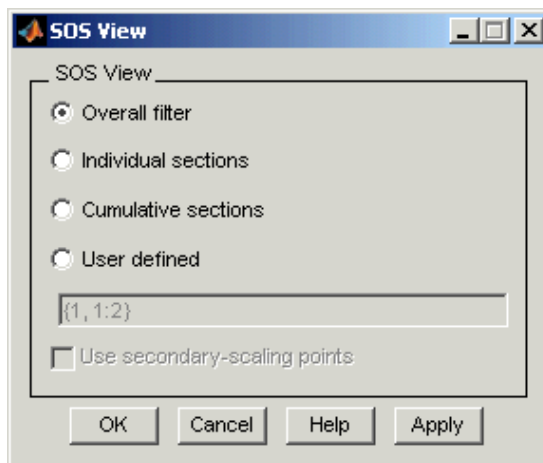 SOS View
SOS View
Overall filter
Individual sections
Cumulative sections
User defined
{1, 1:2}
Use secondary-scaling points
OK Cancel Help Apply